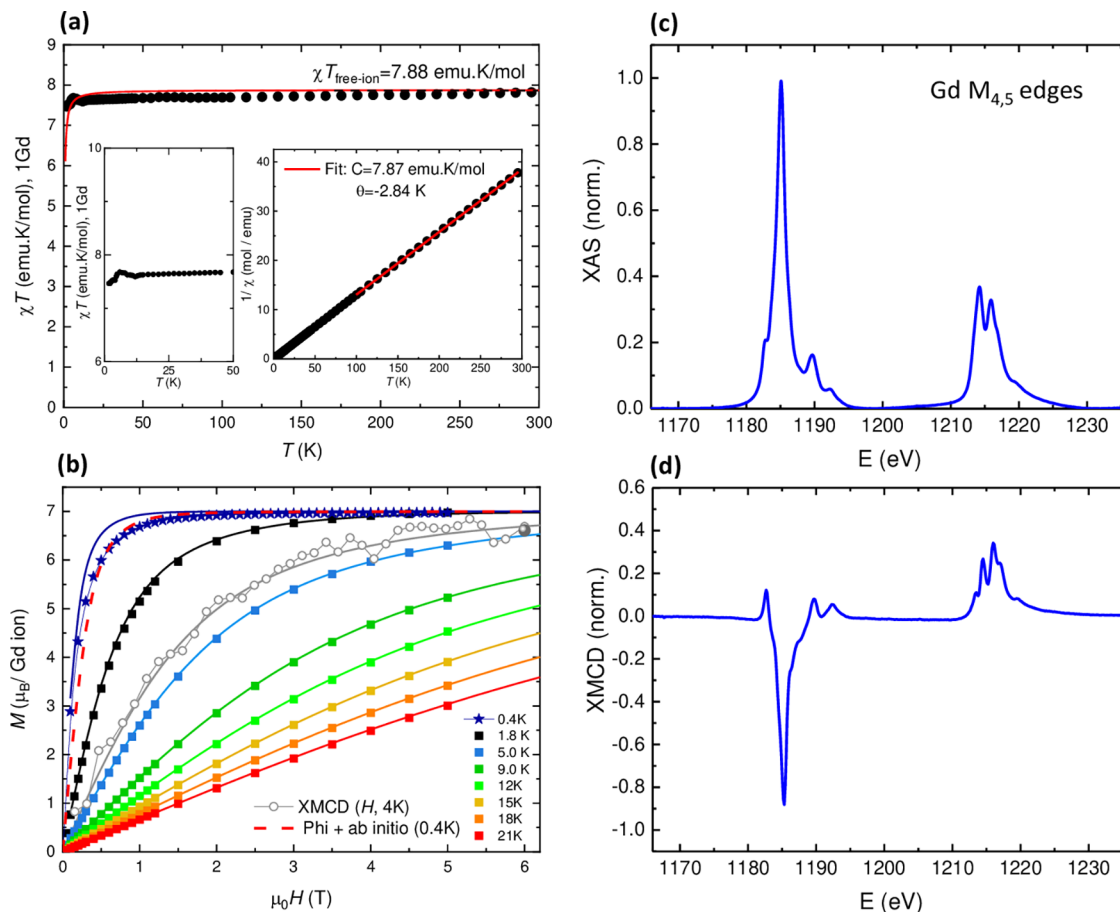 (a)
9
8
7
6
5
4
3
2
1
0
χT (emu.K/mol), 1Gd
χT free-ion=7.88 emu.K/mol
10
8
6
χT (emu.K/mol), 1Gd
0 25 50
T (K)
40
30
20
10
0
1/ χ (mol / emu)
Fit: C=7.87 emu.K/mol
θ=-2.84 K
0 50 100 150 200 250 300
T (K)
0 50 100 150 200 250 300
T (K)
(b)
7
6
5
4
3
2
1
0
M (μB/ Gd ion)
0.4K
1.8 K
5.0 K
9.0 K
12K
15K
18K
21K
XMCD (H, 4K)
Phi + ab initio (0.4K)
0 1 2 3 4 5 6
μ0H (T)
(c)
1.0
0.8
0.6
0.4
0.2
0.0
XAS (norm.)
Gd M4,5 edges
1170 1180 1190 1200 1210 1220 1230
E (eV)
(d)
0.6
0.4
0.2
0.0
-0.2
-0.4
-0.6
-0.8
-1.0
XMCD (norm.)
1170 1180 1190 1200 1210 1220 1230
E (eV)